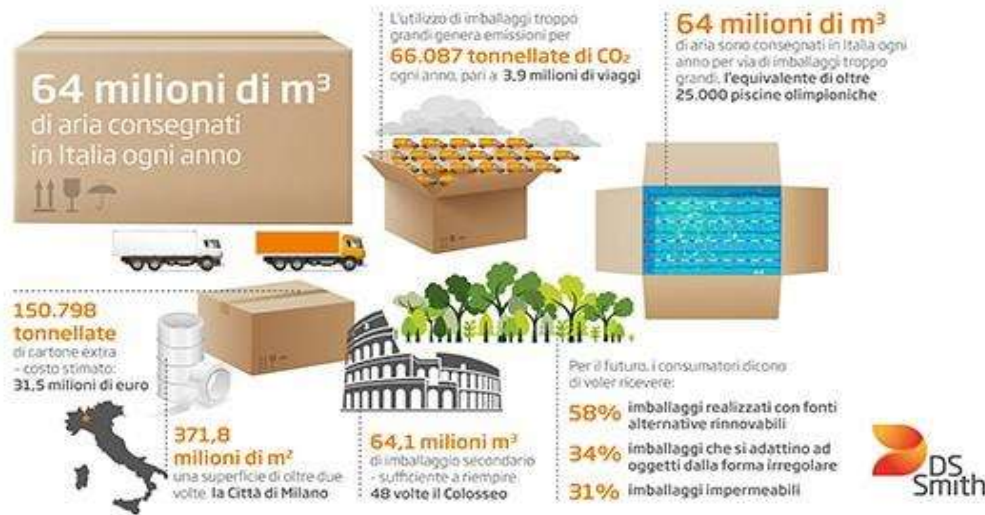 64 milioni di m³
di aria consegnati
in Italia ogni anno
L'utilizzo di imballaggi troppo
grandi genera emissioni per
66.087 tonnellate di CO₂
ogni anno, pari a 3,9 milioni di viaggi
64 milioni di m³
di aria sono consegnati in Italia ogni
anno per via di imballaggi troppo
grandi, l'equivalente di oltre
25.000 piscine olimpioniche
150.798
tonnellate
di cartone extra
- costo stimato:
31,5 milioni di euro
371,8
milioni di m²
una superficie di oltre due
volte la Città di Milano
64,1 milioni m³
di imballaggio secondario
- sufficiente a riempire
48 volte il Colosseo
Per il futuro, i consumatori dicono
di voler ricevere:
58% imballaggi realizzati con fonti
alternative rinnovabili
34% imballaggi che si adattino ad
oggetti dalla forma irregolare
31% imballaggi impermeabili
DS
Smith